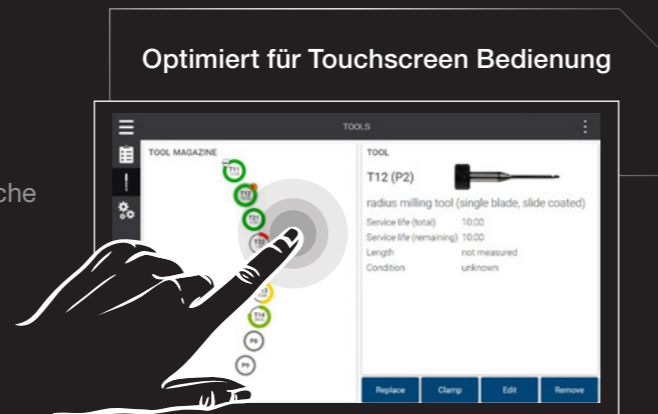 Optimiert für Touchscreen Bedienung
che
TOOLS
TOOL MAGAZINE
T11
T12
T21
T22
T14
P8
P9
TOOL
T12 (P2)
radius milling tool (single blade, slide coated)
Service life (total) 10:00
Service life (remaining) 10:00
Length not measured
Condition unknown
Replace Clamp Edit Remove